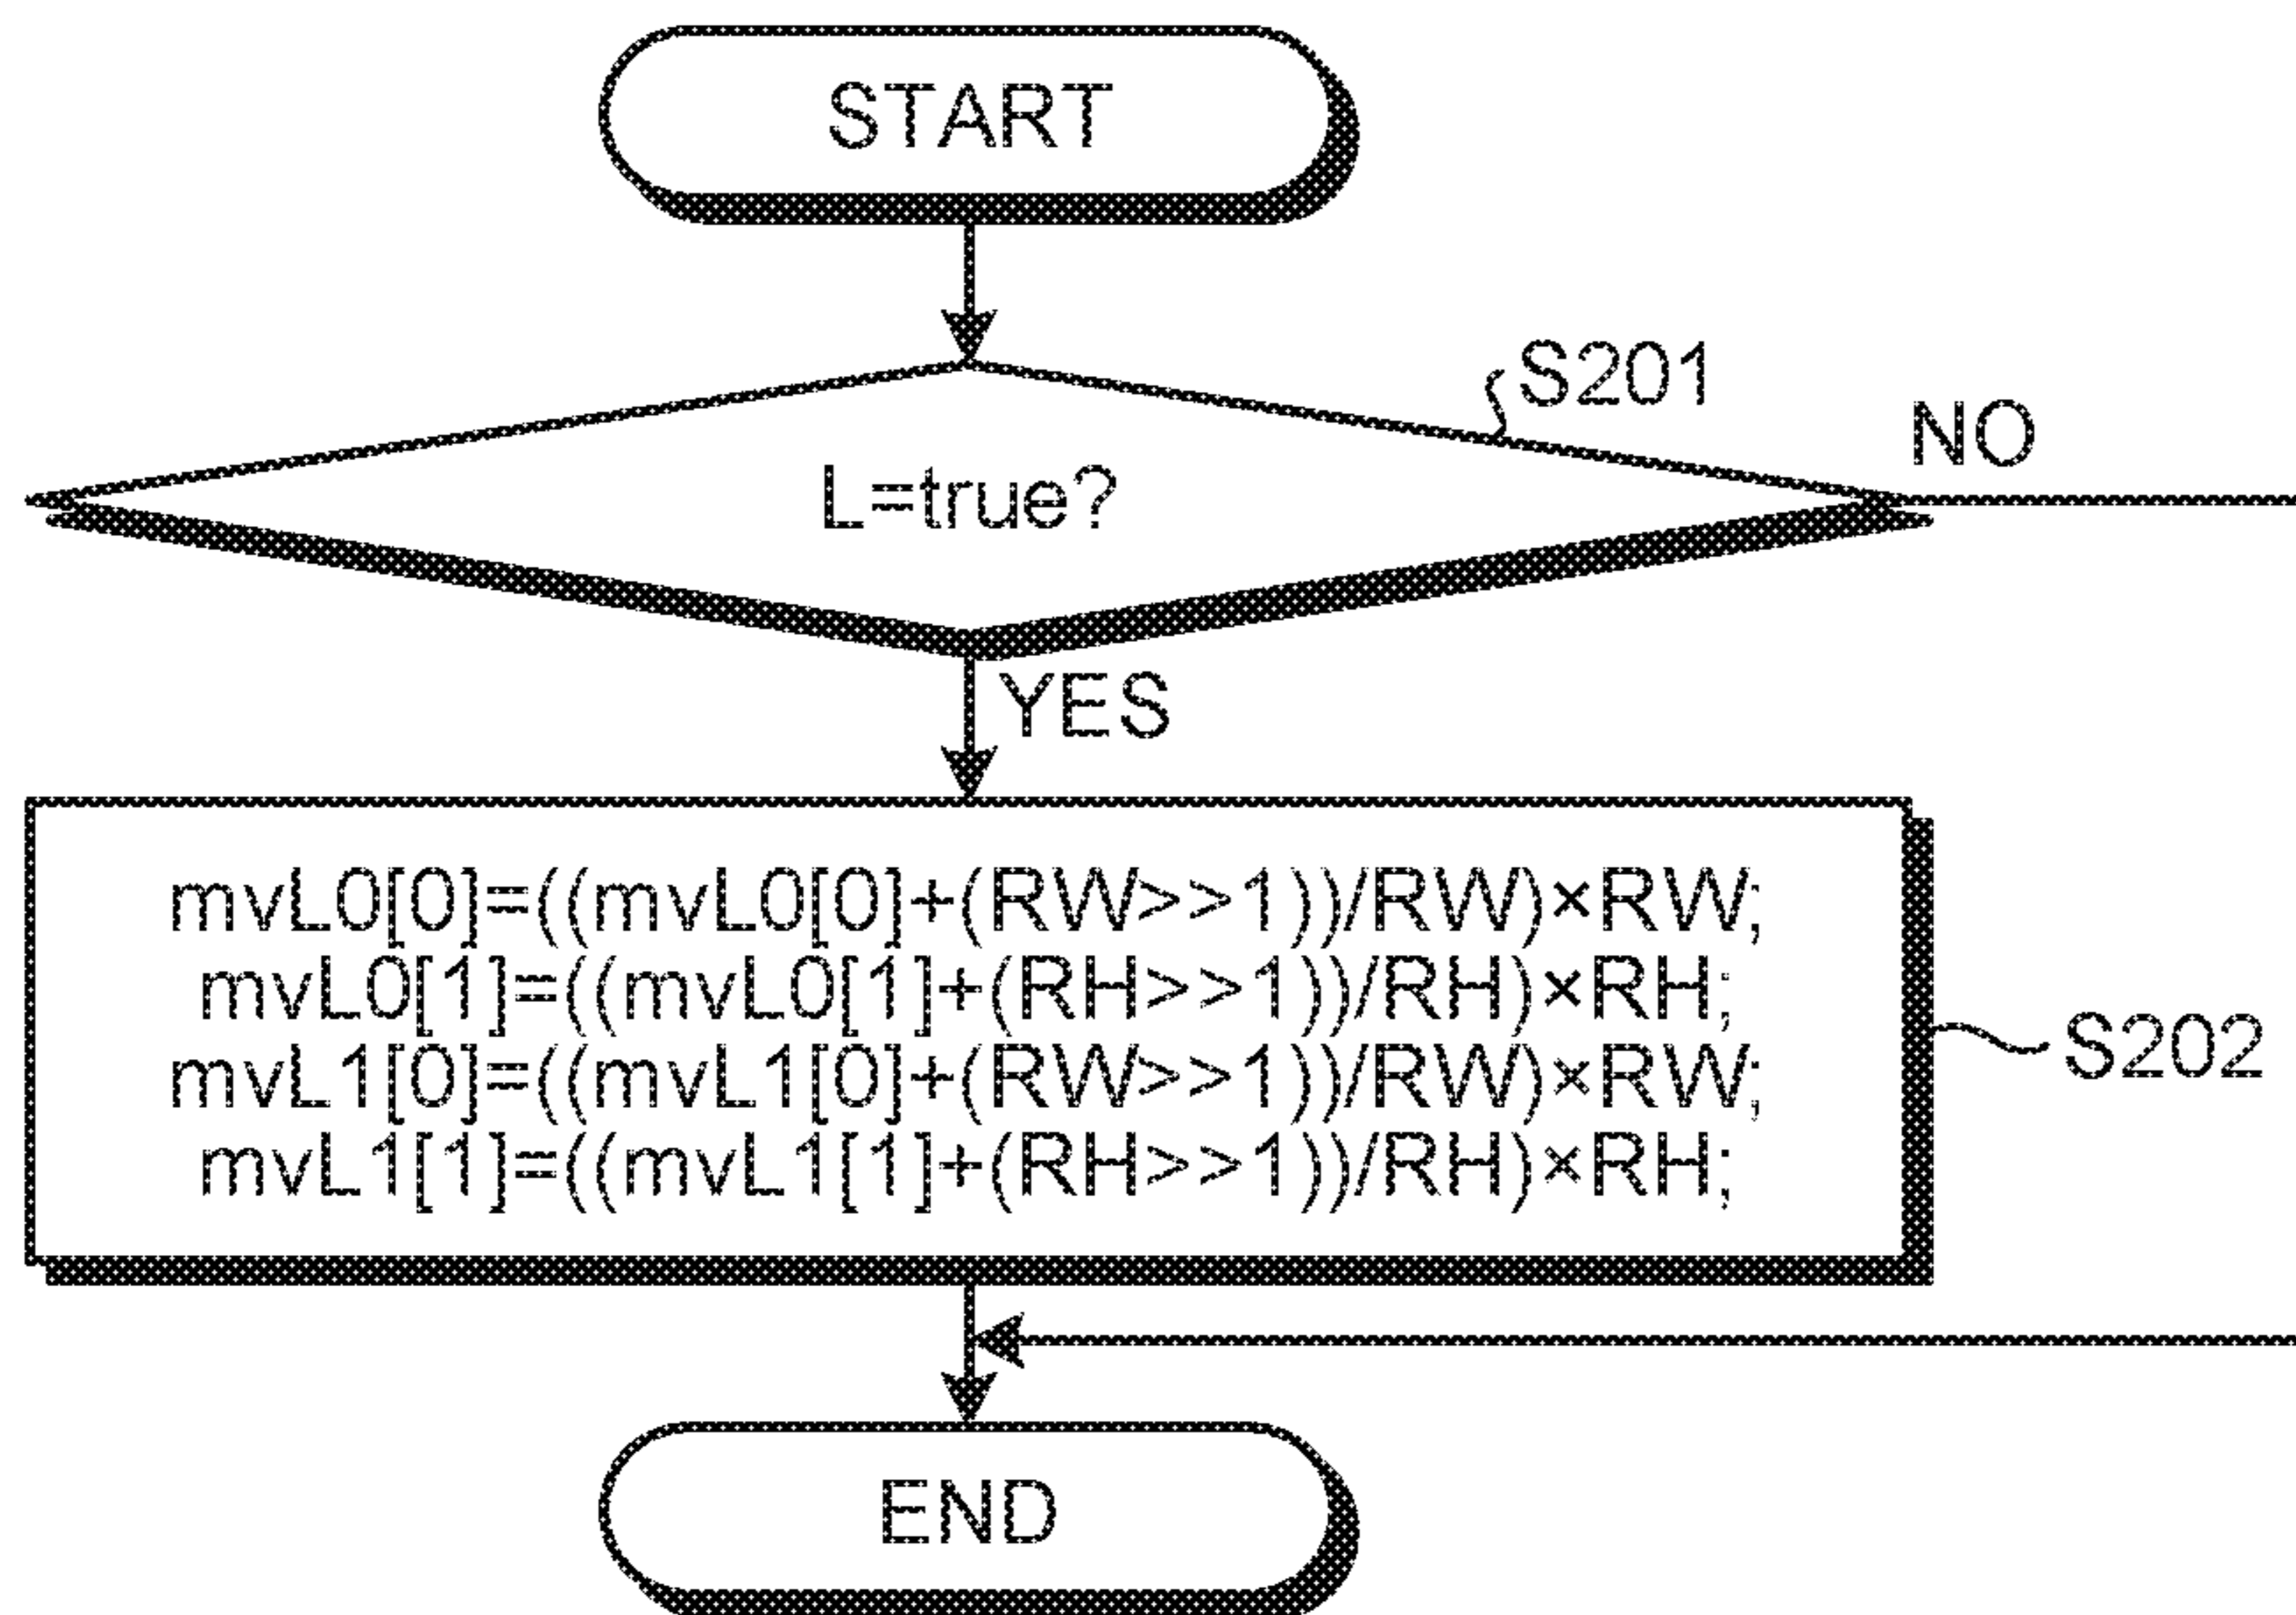 START
S201
NO
L=true?
YES
mvL0[0]=((mvL0[0]+(RW>>1))/RW)×RW;
mvL0[1]=((mvL0[1]+(RH>>1))/RH)×RH;
mvL1[0]=((mvL1[0]+(RW>>1))/RW)×RW;
mvL1[1]=((mvL1[1]+(RH>>1))/RH)×RH;
S202
END